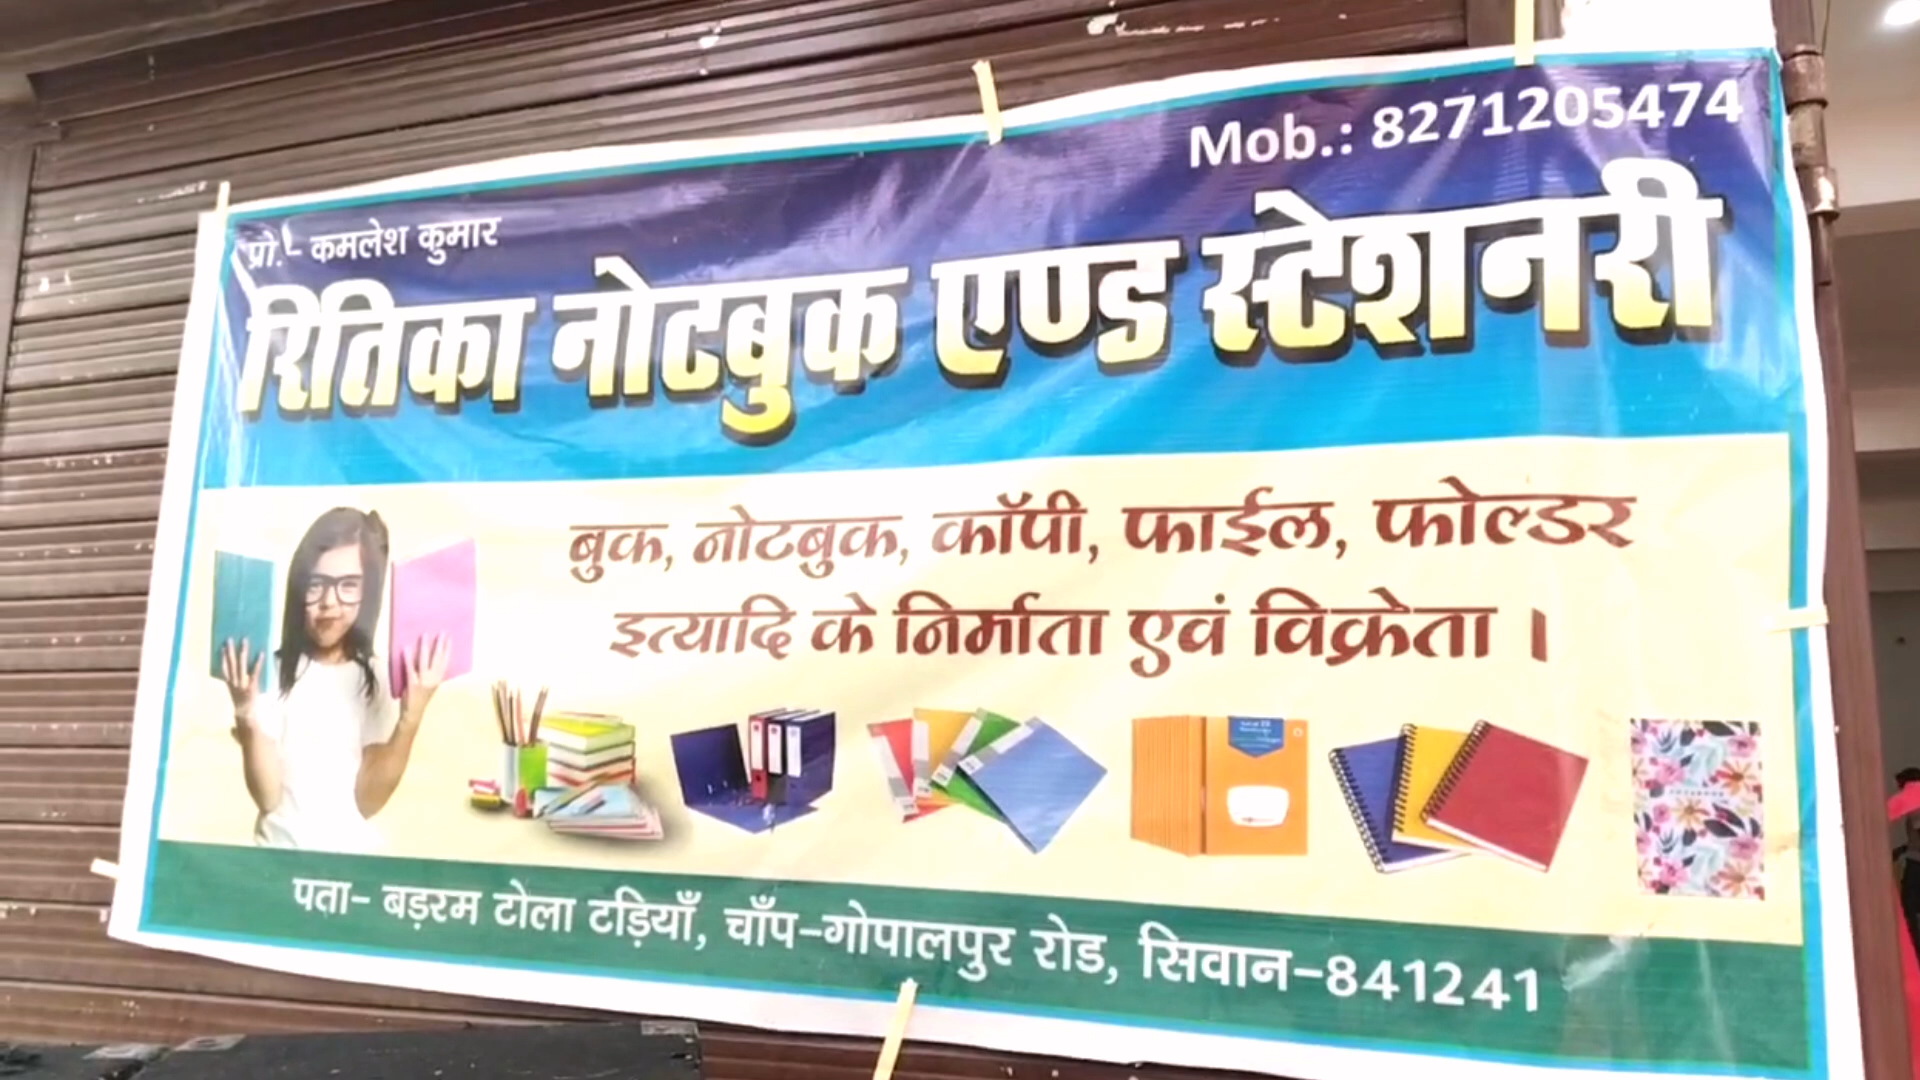 Mob.: 8271205474
प्रो.- कमलेश कुमार
रितिका नोटबुक एण्ड स्टेशनरी
बुक, नोटबुक, कॉपी, फाईल, फोल्डर
इत्यादि के निर्माता एवं विक्रेता ।
पता- बड़रम टोला टड़ियाँ, चाँप-गोपालपुर रोड, सिवान-841241